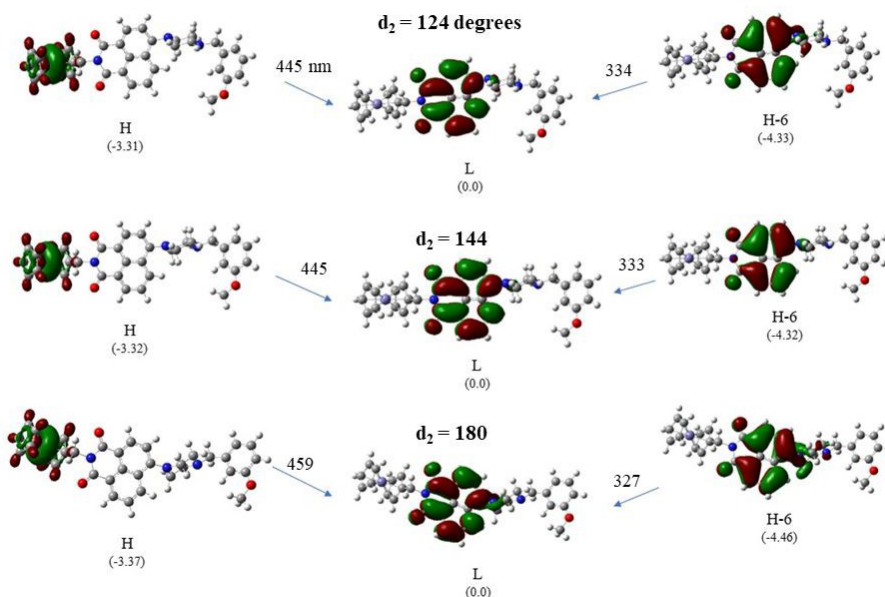 d₂ = 124 degrees
445 nm
334
H
(-3.31)
L
(0.0)
H-6
(-4.33)
d₂ = 144
445
333
H
(-3.32)
L
(0.0)
H-6
(-4.32)
d₂ = 180
459
327
H
(-3.37)
L
(0.0)
H-6
(-4.46)